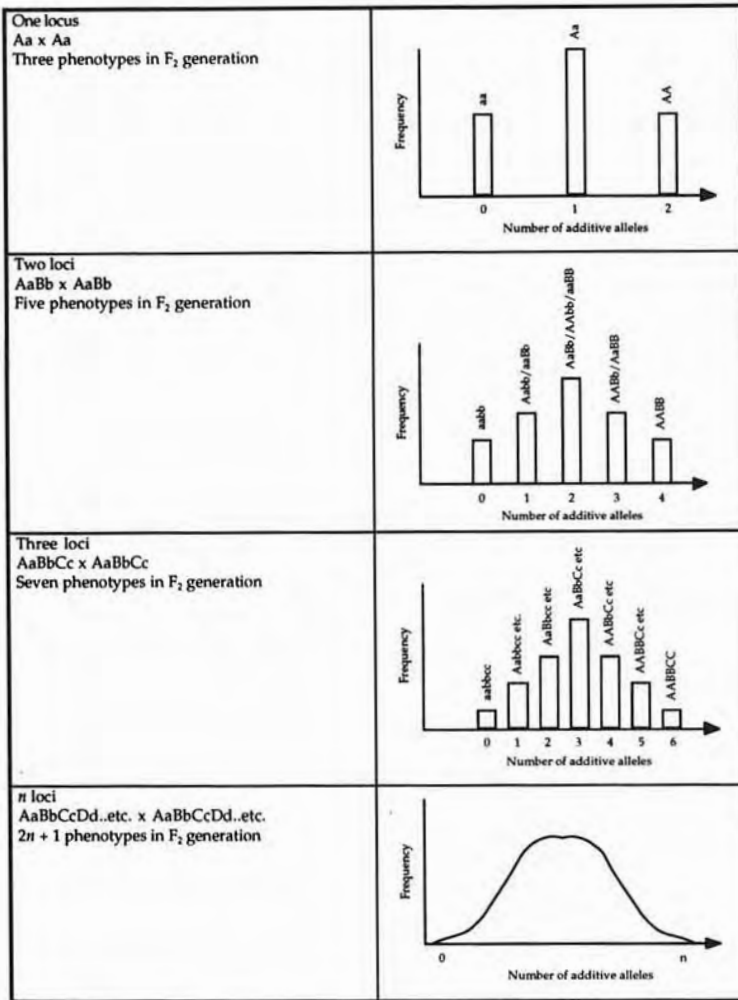 One locus
Aa x Aa
Three phenotypes in F₂ generation
Frequency
aa
Aa
AA
0 1 2
Number of additive alleles
Two loci
AaBb x AaBb
Five phenotypes in F₂ generation
Frequency
aabb
Aabb/aaBb
AaBb/AAbb/aaBB
AABb/AaBB
AABB
0 1 2 3 4
Number of additive alleles
Three loci
AaBbCc x AaBbCc
Seven phenotypes in F₂ generation
Frequency
aabbcc
Aabbcc etc.
AaBbcc etc
AaBbCc etc
AABbCc etc
AABBCc etc
AABBCC
0 1 2 3 4 5 6
Number of additive alleles
n loci
AaBbCcDd..etc. x AaBbCcDd..etc.
2n + 1 phenotypes in F₂ generation
Frequency
0 n
Number of additive alleles